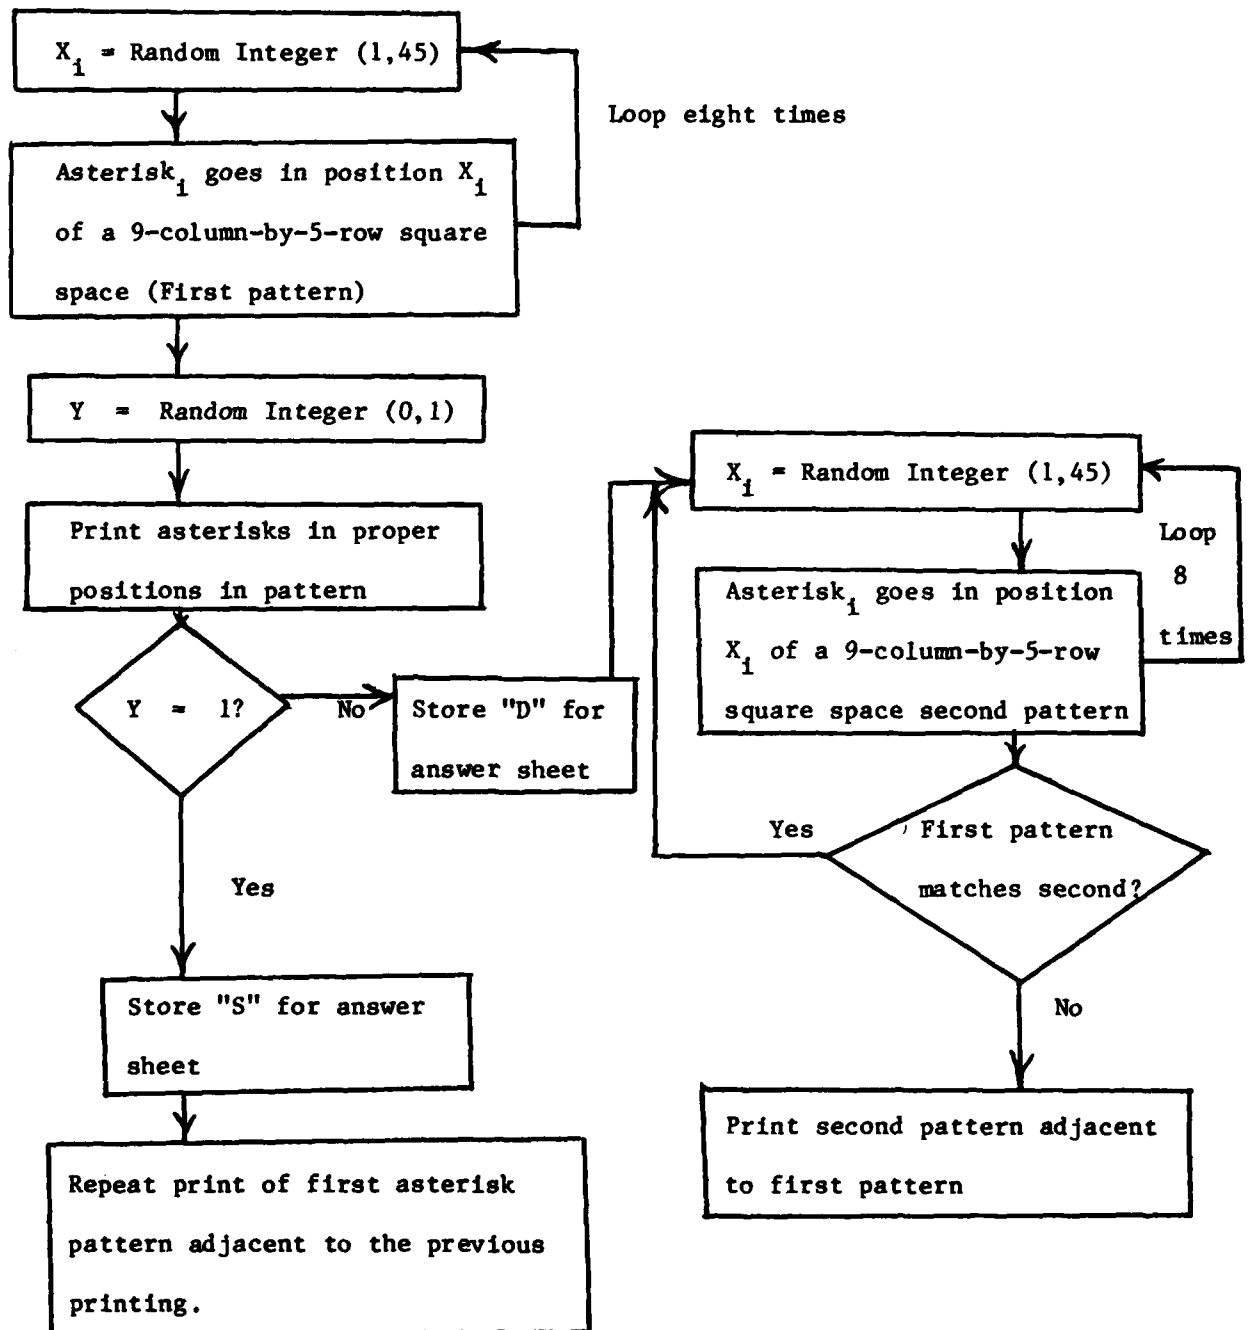 X_i = Random Integer (1,45)
Loop eight times
Asterisk_i goes in position X_i
of a 9-column-by-5-row square
space (First pattern)
Y = Random Integer (0,1)
Print asterisks in proper
positions in pattern
Y = 1?
No
Store "D" for
answer sheet
Yes
Store "S" for answer
sheet
Repeat print of first asterisk
pattern adjacent to the previous
printing.
X_i = Random Integer (1,45)
Loop
8
times
Asterisk_i goes in position
X_i of a 9-column-by-5-row
square space second pattern
First pattern
matches second?
Yes
No
Print second pattern adjacent
to first pattern